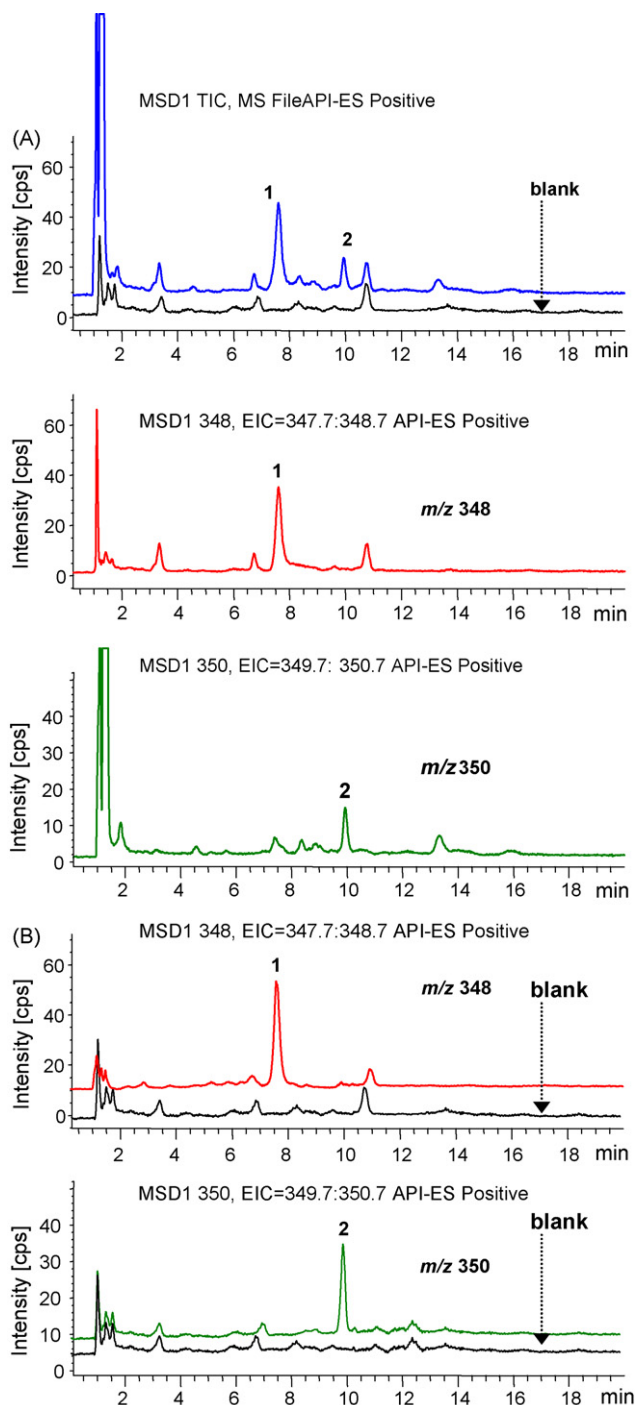 MSD1 TIC, MS FileAPI-ES Positive
(A)
Intensity [cps]
60
40
20
0
1
2
blank
2 4 6 8 10 12 14 16 18 min
MSD1 348, EIC=347.7:348.7 API-ES Positive
Intensity [cps]
60
40
20
0
1
m/z 348
2 4 6 8 10 12 14 16 18 min
MSD1 350, EIC=349.7: 350.7 API-ES Positive
Intensity [cps]
40
30
20
10
0
2
m/z 350
2 4 6 8 10 12 14 16 18 min
(B)
MSD1 348, EIC=347.7:348.7 API-ES Positive
Intensity [cps]
60
40
20
0
1
m/z 348
blank
2 4 6 8 10 12 14 16 18 min
MSD1 350, EIC=349.7:350.7 API-ES Positive
Intensity [cps]
40
30
20
10
0
2
m/z 350
blank
2 4 6 8 10 12 14 16 18 min